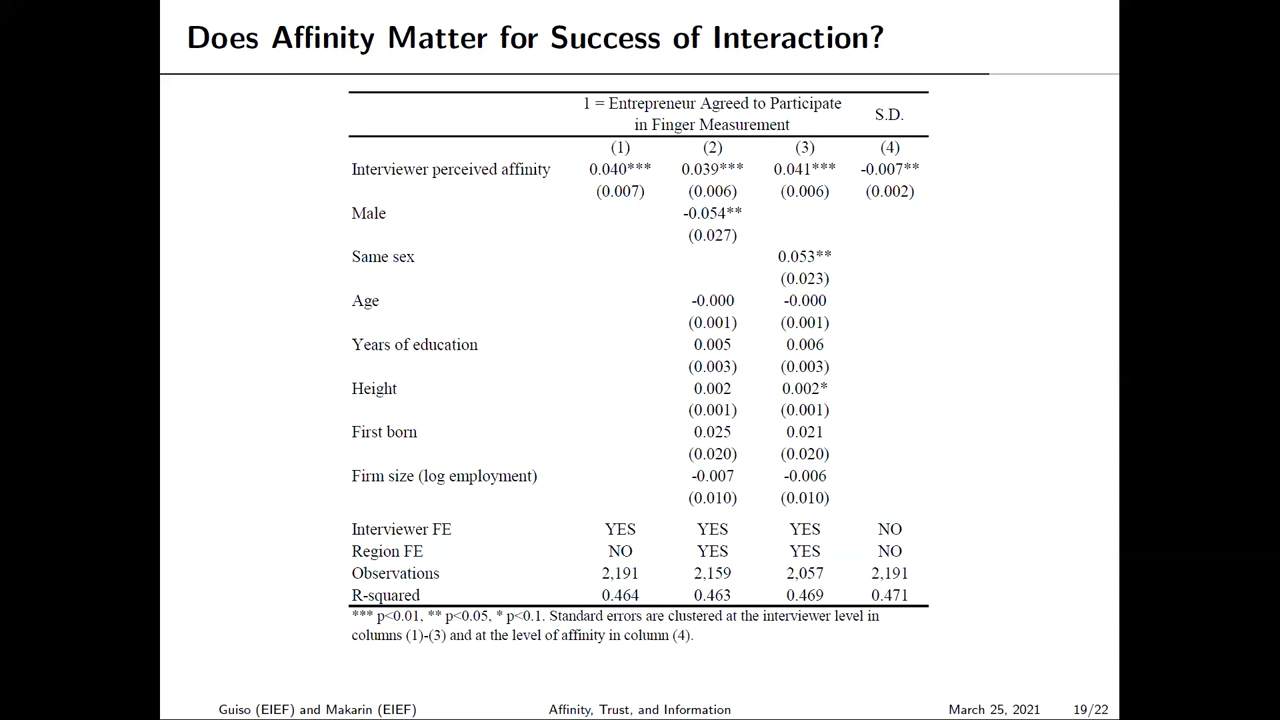 Does Affinity Matter for Success of Interaction?
1 = Entrepreneur Agreed to Participate in Finger Measurement S.D.
(1) (2) (3) (4)
Interviewer perceived affinity 0.040*** 0.039*** 0.041*** -0.007**
(0.007) (0.006) (0.006) (0.002)
Male -0.054**
(0.027)
Same sex 0.053**
(0.023)
Age -0.000 -0.000
(0.001) (0.001)
Years of education 0.005 0.006
(0.003) (0.003)
Height 0.002 0.002*
(0.001) (0.001)
First born 0.025 0.021
(0.020) (0.020)
Firm size (log employment) -0.007 -0.006
(0.010) (0.010)
Interviewer FE YES YES YES NO
Region FE NO YES YES NO
Observations 2,191 2,159 2,057 2,191
R-squared 0.464 0.463 0.469 0.471
*** p<0.01, ** p<0.05, * p<0.1. Standard errors are clustered at the interviewer level in
columns (1)-(3) and at the level of affinity in column (4).
Guiso (EIEF) and Makarin (EIEF) Affinity, Trust, and Information March 25, 2021 19/22